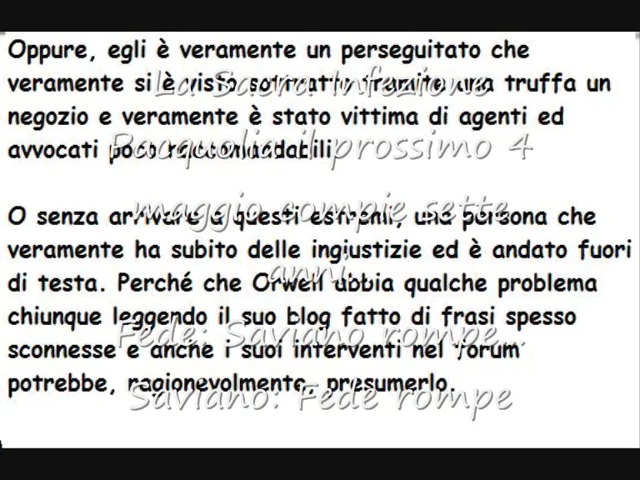 Oppure, egli è veramente un perseguitato che
veramente si è visto sottratto tramite una truffa un
negozio e veramente è stato vittima di agenti ed
avvocati poco raccomandabili.
O senza arrivare a questi estremi, una persona che
veramente ha subito delle ingiustizie ed è andato fuori
di testa. Perché che Orwell abbia qualche problema
chiunque leggendo il suo blog fatto di frasi spesso
sconnesse e anche i suoi interventi nel forum
potrebbe, ragionevolmente, presumerlo.
La Sacra Infezione
il prossimo 4
maggio compie sette
anni.
Fede: Saviano rompe...
Saviano: Fede rompe